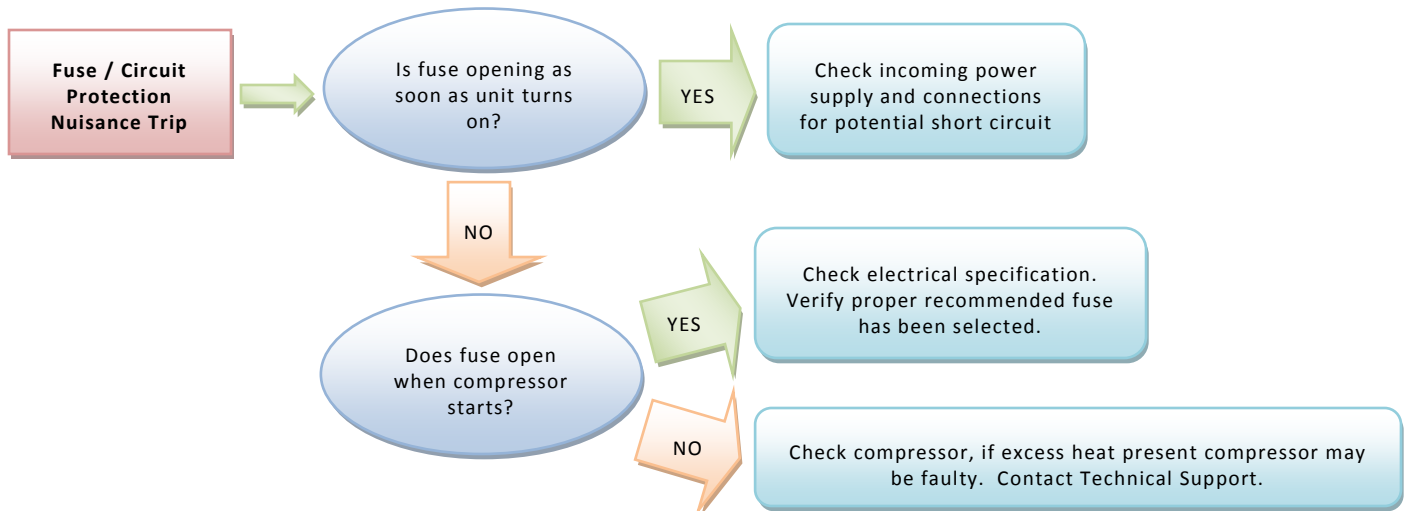 Fuse / Circuit
Protection
Nuisance Trip
Is fuse opening as
soon as unit turns
on?
YES
Check incoming power
supply and connections
for potential short circuit
NO
Does fuse open
when compressor
starts?
YES
Check electrical specification.
Verify proper recommended fuse
has been selected.
NO
Check compressor, if excess heat present compressor may
be faulty.  Contact Technical Support.